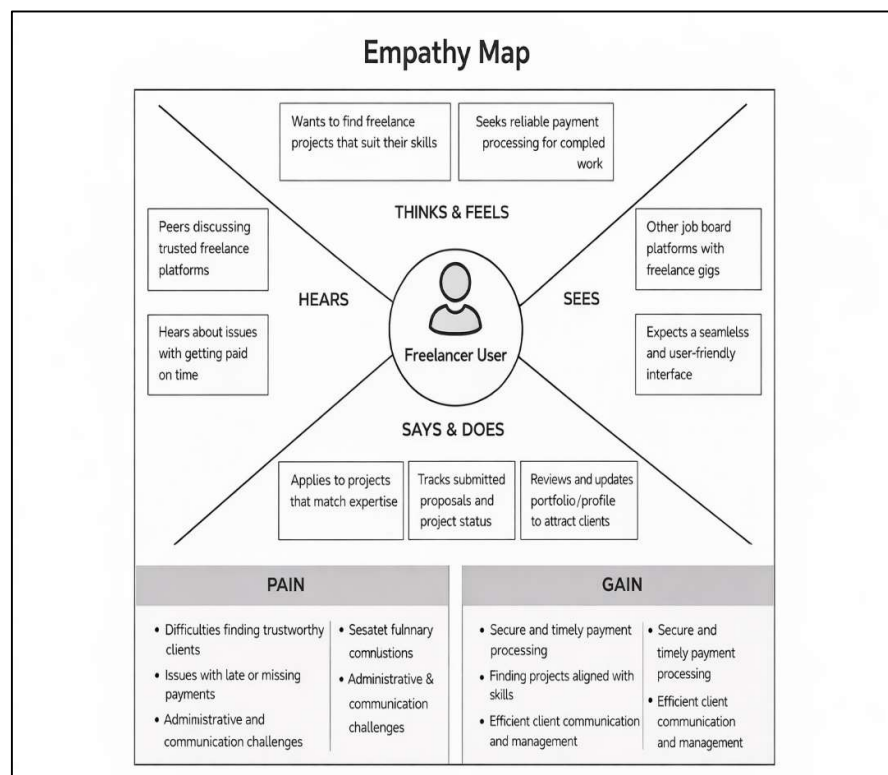 Empathy Map
Wants to find freelance
projects that suit their skills
Seeks reliable payment
processing for compled
work
THINKS & FEELS
Peers discussing
trusted freelance
platforms
HEARS
Hears about issues
with getting paid
on time
Freelancer User
SEES
Other job board
platforms with
freelance gigs
Expects a seamlelss
and user-friendly
interface
SAYS & DOES
Applies to projects
that match expertise
Tracks submitted
proposals and
project status
Reviews and updates
portfolio/profile
to attract clients
PAIN
• Difficulties finding trustworthy
clients
• Issues with late or missing
payments
• Administrative and
communication challenges
• Sesatet fulnnary
comnlustions
• Administrative &
communication
challenges
GAIN
• Secure and timely payment
processing
• Finding projects aligned with
skills
• Efficient client communication
and management
• Secure and
timely payment
processing
• Efficient client
communication
and management